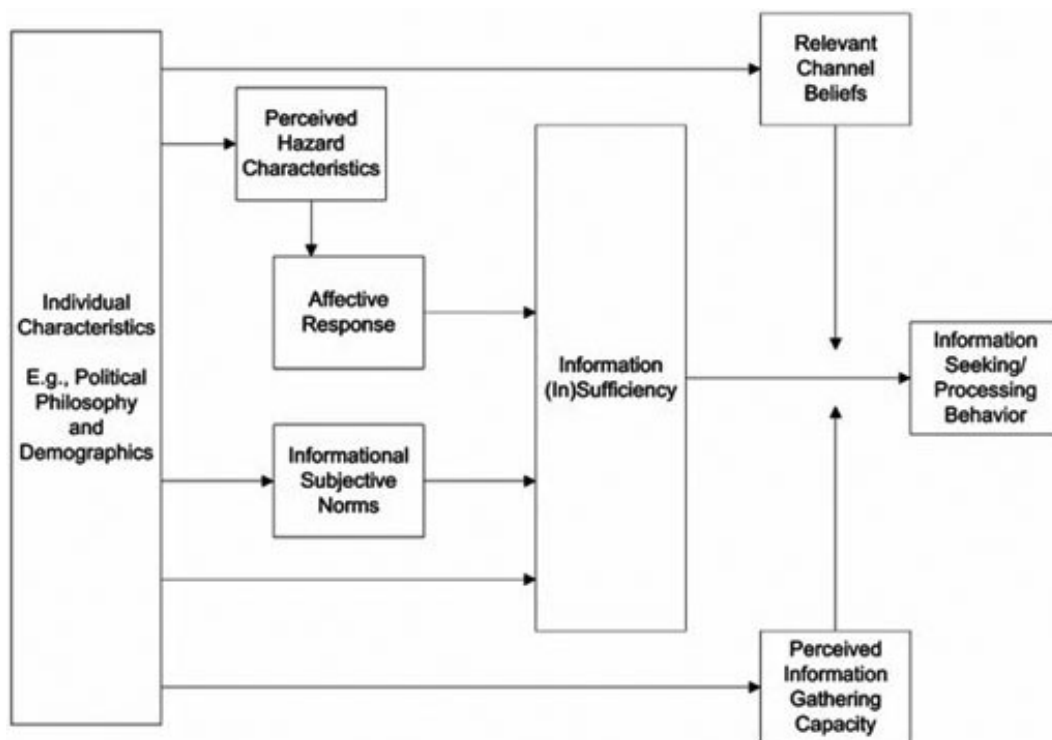 Individual
Characteristics
E.g., Political
Philosophy
and
Demographics
Perceived
Hazard
Characteristics
Affective
Response
Informational
Subjective
Norms
Information
(In)Sufficiency
Relevant
Channel
Beliefs
Perceived
Information
Gathering
Capacity
Information
Seeking/
Processing
Behavior